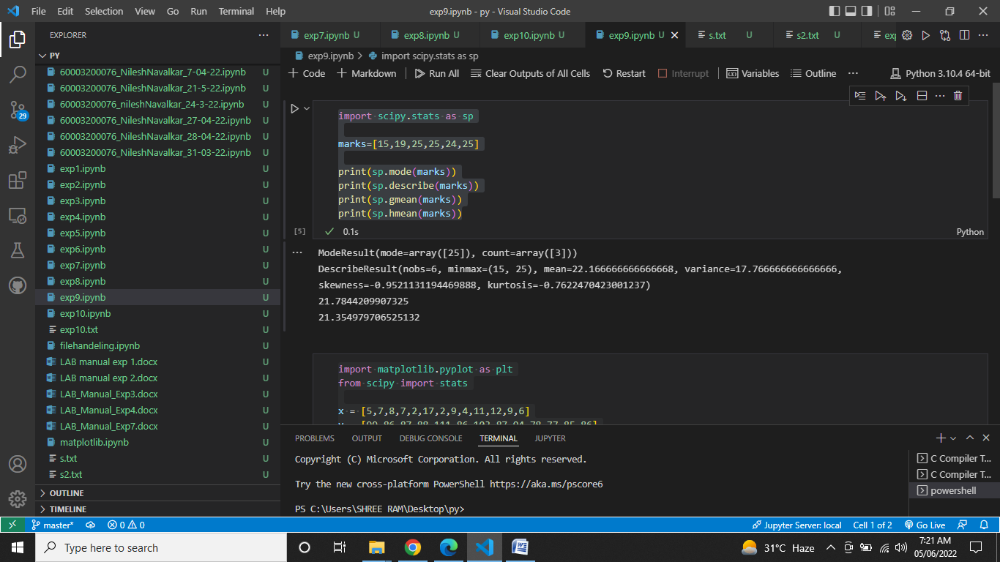 File Edit Selection View Go Run Terminal Help exp9.ipynb - py - Visual Studio Code
EXPLORER
PY
60003200076_NileshNavalkar_7-04-22.ipynb U
60003200076_NileshNavalkar_21-5-22.ipynb U
60003200076_nileshNavalkar_24-3-22.ipynb U
60003200076_NileshNavalkar_27-04-22.ipynb U
60003200076_NileshNavalkar_28-04-22.ipynb U
60003200076_NileshNavalkar_31-03-22.ipynb U
exp1.ipynb U
exp2.ipynb U
exp3.ipynb U
exp4.ipynb U
exp5.ipynb U
exp6.ipynb U
exp7.ipynb U
exp8.ipynb U
exp9.ipynb U
exp10.ipynb U
exp10.txt U
filehandeling.ipynb U
LAB manual exp 1.docx U
LAB manual exp 2.docx U
LAB_Manual_Exp3.docx U
LAB_Manual_Exp4.docx U
LAB_Manual_Exp7.docx U
matplotlib.ipynb U
s.txt U
s2.txt U
OUTLINE
TIMELINE
29
exp7.ipynb U exp8.ipynb U exp10.ipynb U exp9.ipynb U s.txt U s2.txt U exp
exp9.ipynb > import scipy.stats as sp
+ Code + Markdown Run All Clear Outputs of All Cells Restart Interrupt Variables Outline ... Python 3.10.4 64-bit
import scipy.stats as sp
marks=[15,19,25,25,24,25]
print(sp.mode(marks))
print(sp.describe(marks))
print(sp.gmean(marks))
print(sp.hmean(marks))
[5] 0.1s Python
ModeResult(mode=array([25]), count=array([3]))
DescribeResult(nobs=6, minmax=(15, 25), mean=22.166666666666668, variance=17.766666666666666,
skewness=-0.9521131194469888, kurtosis=-0.7622470423001237)
21.7844209907325
21.354979706525132
import matplotlib.pyplot as plt
from scipy import stats
x = [5,7,8,7,2,17,2,9,4,11,12,9,6]
PROBLEMS OUTPUT DEBUG CONSOLE TERMINAL JUPYTER
Copyright (C) Microsoft Corporation. All rights reserved.
Try the new cross-platform PowerShell https://aka.ms/pscore6
PS C:\Users\SHREE RAM\Desktop\py>
C Compiler T...
C Compiler T...
powershell
master* 0 0 Jupyter Server: local Cell 1 of 2 Go Live
Type here to search 31°C Haze 7:21 AM
05/06/2022